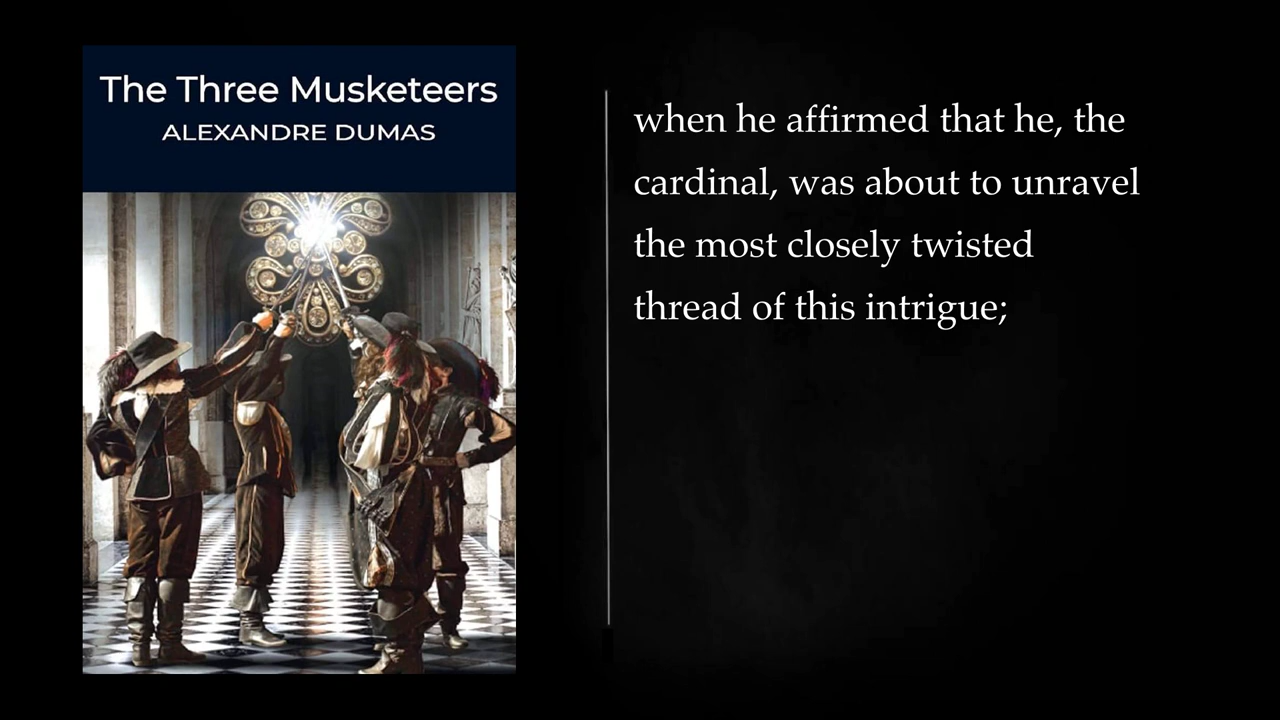 The Three Musketeers
ALEXANDRE DUMAS
when he affirmed that he, the
cardinal, was about to unravel
the most closely twisted
thread of this intrigue;